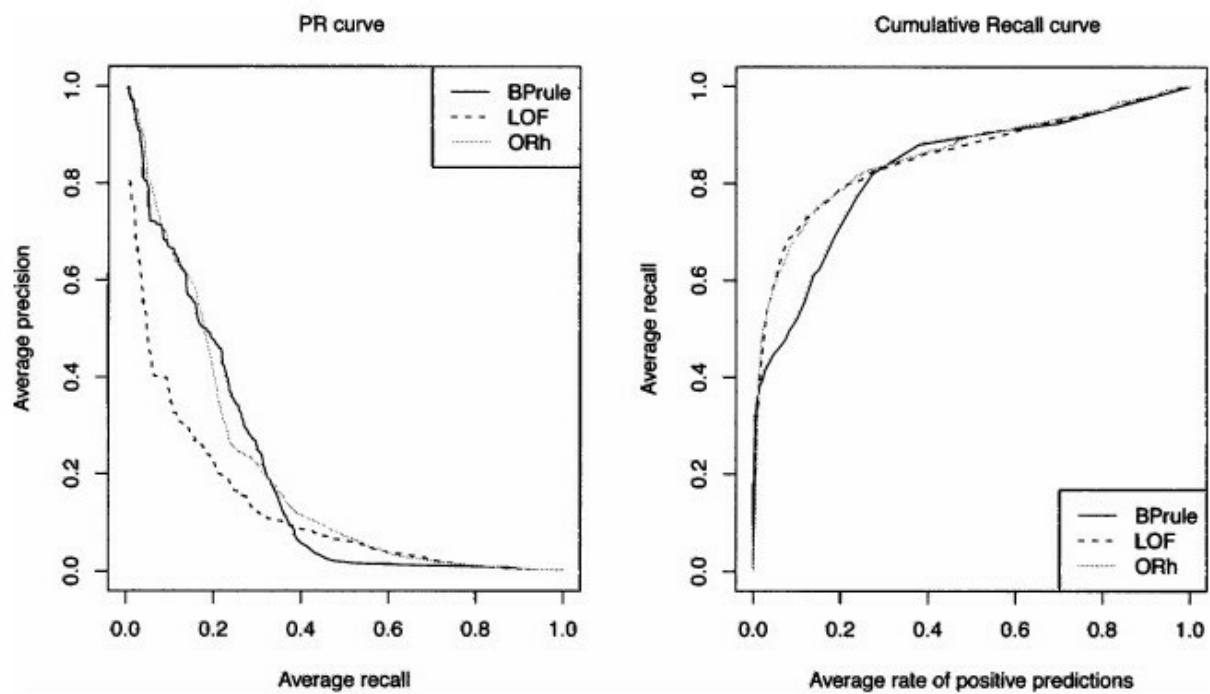 PR curve
BPrule
LOF
ORh
1.0
0.8
0.6
0.4
0.2
0.0
Average precision
0.0 0.2 0.4 0.6 0.8 1.0
Average recall
Cumulative Recall curve
1.0
0.8
0.6
0.4
0.2
0.0
Average recall
BPrule
LOF
ORh
0.0 0.2 0.4 0.6 0.8 1.0
Average rate of positive predictions